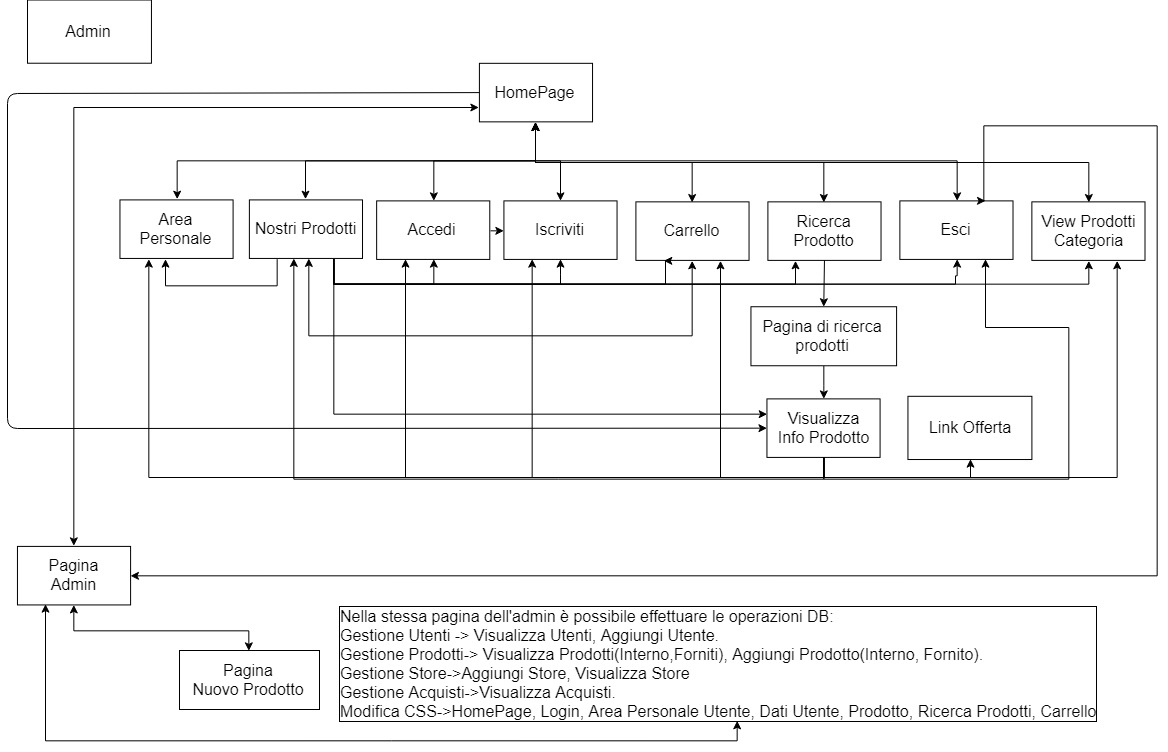 Admin
HomePage
Area
Personale
Nostri Prodotti
Accedi
Iscriviti
Carrello
Ricerca
Prodotto
Esci
View Prodotti
Categoria
Pagina di ricerca
prodotti
Visualizza
Info Prodotto
Link Offerta
Pagina
Admin
Pagina
Nuovo Prodotto
Nella stessa pagina dell'admin è possibile effettuare le operazioni DB:
Gestione Utenti -> Visualizza Utenti, Aggiungi Utente.
Gestione Prodotti-> Visualizza Prodotti(Interno,Forniti), Aggiungi Prodotto(Interno, Fornito).
Gestione Store->Aggiungi Store, Visualizza Store
Gestione Acquisti->Visualizza Acquisti.
Modifica CSS->HomePage, Login, Area Personale Utente, Dati Utente, Prodotto, Ricerca Prodotti, Carrello